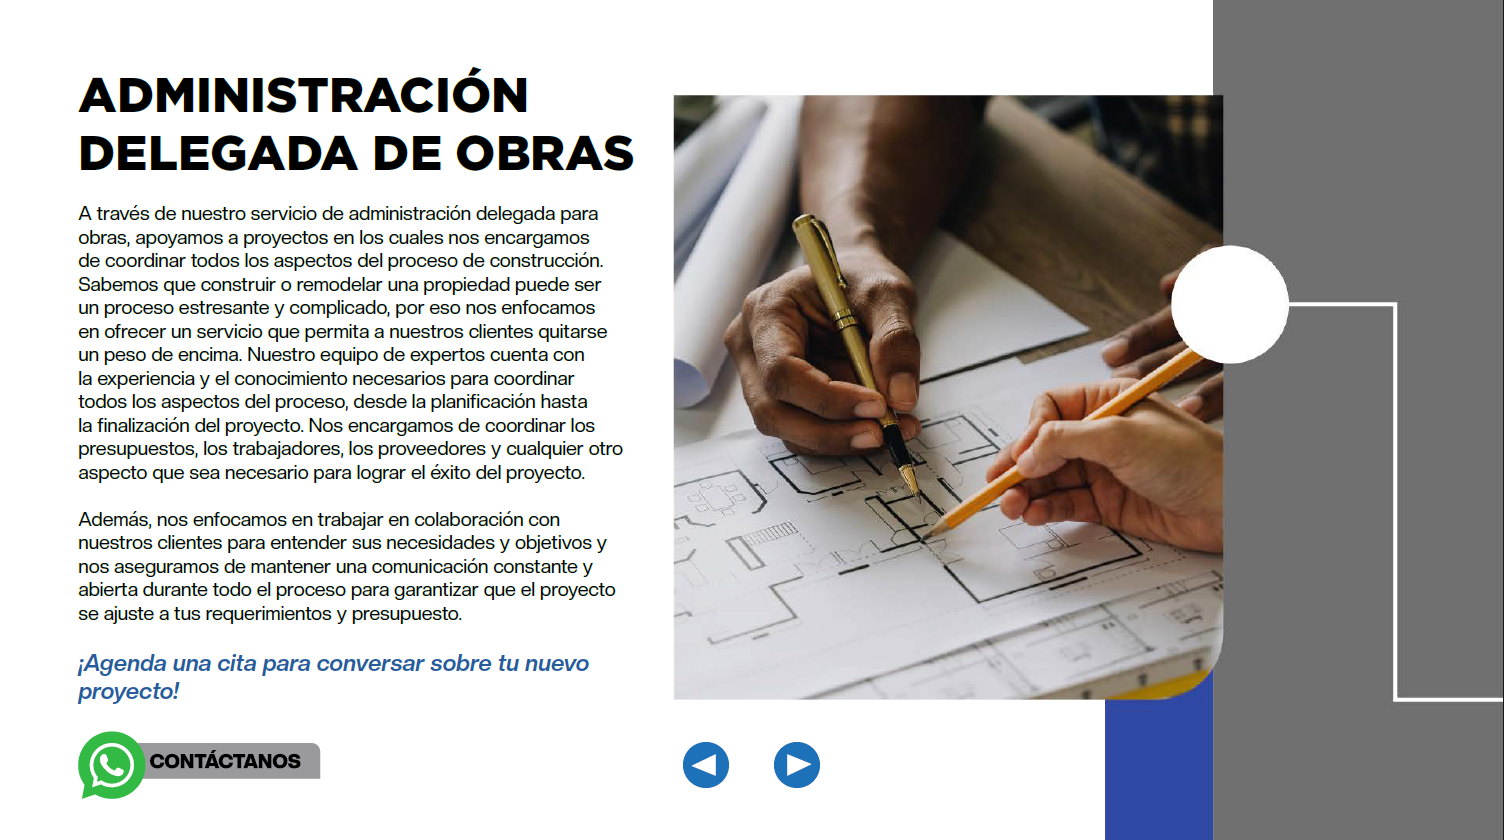 ADMINISTRACIÓN
DELEGADA DE OBRAS
A través de nuestro servicio de administración delegada para
obras, apoyamos a proyectos en los cuales nos encargamos
de coordinar todos los aspectos del proceso de construcción.
Sabemos que construir o remodelar una propiedad puede ser
un proceso estresante y complicado, por eso nos enfocamos
en ofrecer un servicio que permita a nuestros clientes quitarse
un peso de encima. Nuestro equipo de expertos cuenta con
la experiencia y el conocimiento necesarios para coordinar
todos los aspectos del proceso, desde la planificación hasta
la finalización del proyecto. Nos encargamos de coordinar los
presupuestos, los trabajadores, los proveedores y cualquier otro
aspecto que sea necesario para lograr el éxito del proyecto.
Además, nos enfocamos en trabajar en colaboración con
nuestros clientes para entender sus necesidades y objetivos y
nos aseguramos de mantener una comunicación constante y
abierta durante todo el proceso para garantizar que el proyecto
se ajuste a tus requerimientos y presupuesto.
¡Agenda una cita para conversar sobre tu nuevo
proyecto!
CONTÁCTANOS